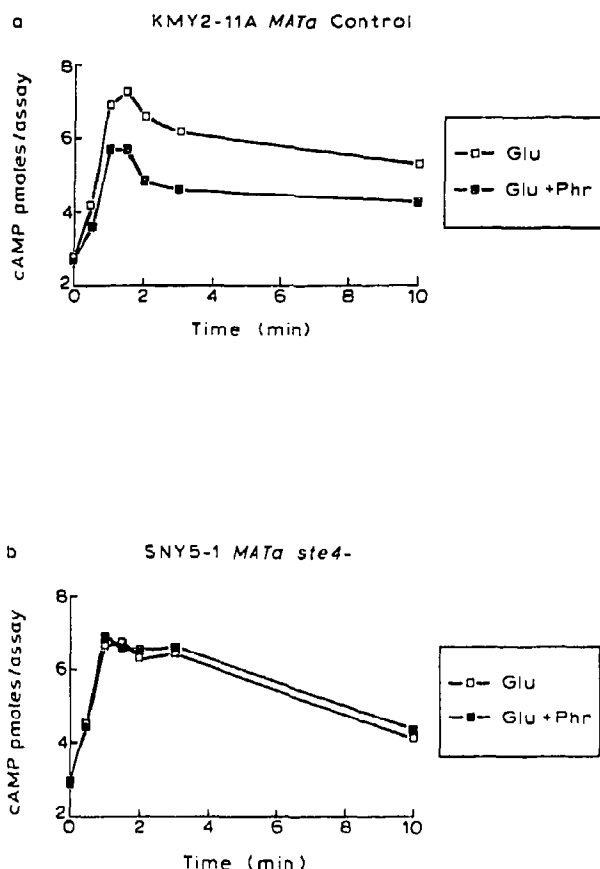 a KMY2-11A MATa Control
8
6
4
2
cAMP pmoles/assay
0 2 4 6 8 10
Time (min)
Glu
Glu +Phr
b SNY5-1 MATa ste4-
8
6
4
2
cAMP pmoles/assay
0 2 4 6 8 10
Time (min)
Glu
Glu +Phr